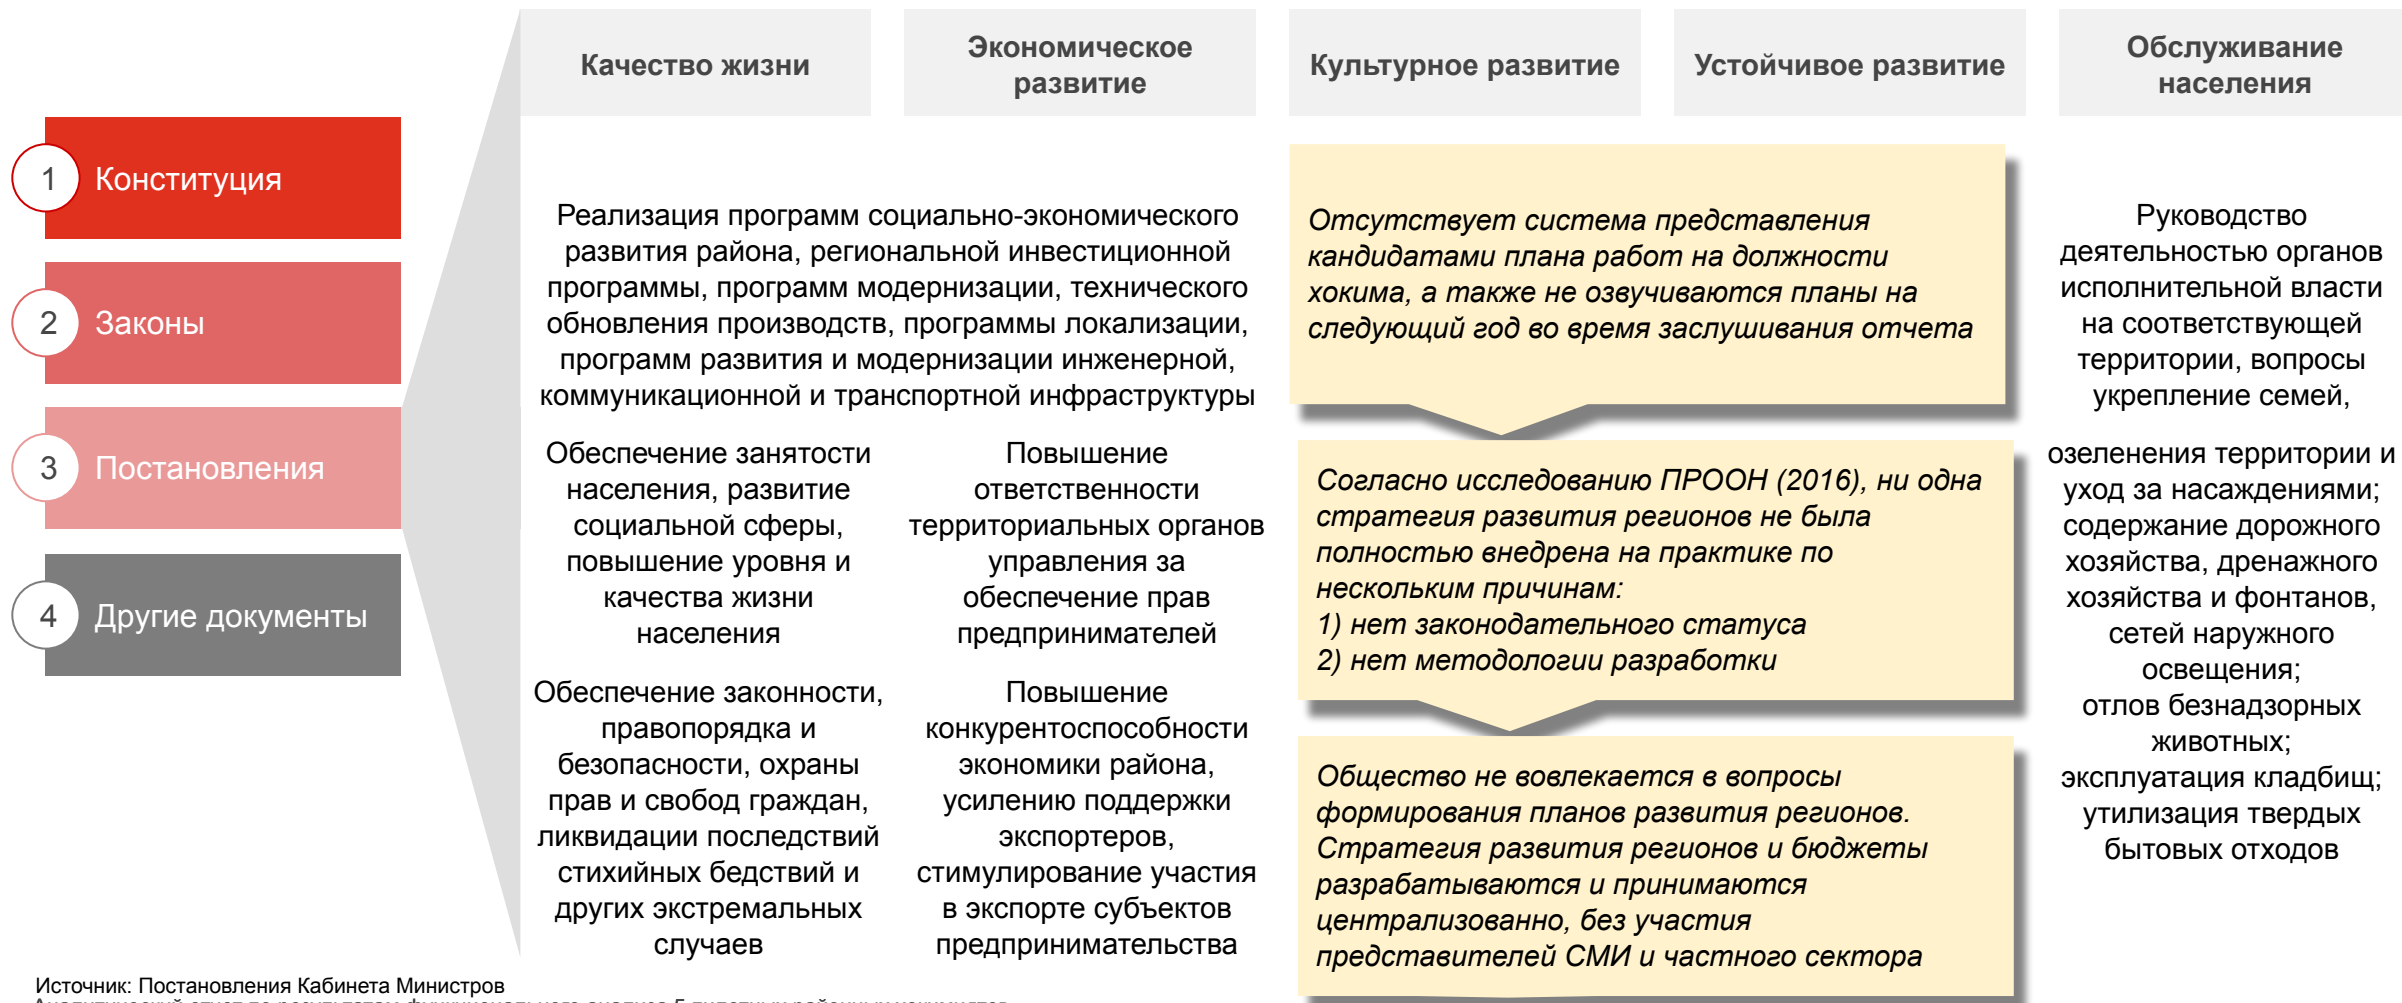 Качество жизни
Экономическое
развитие
Культурное развитие
Устойчивое развитие
Обслуживание
населения
1
Конституция
2
Законы
3
Постановления
4
Другие документы
Реализация программ социально-экономического
развития района, региональной инвестиционной
программы, программ модернизации, технического
обновления производств, программы локализации,
программ развития и модернизации инженерной,
коммуникационной и транспортной инфраструктуры
Обеспечение занятости
населения, развитие
социальной сферы,
повышение уровня и
качества жизни
населения
Обеспечение законности,
правопорядка и
безопасности, охраны
прав и свобод граждан,
ликвидации последствий
стихийных бедствий и
других экстремальных
случаев
Повышение
ответственности
территориальных органов
управления за
обеспечение прав
предпринимателей
Повышение
конкурентоспособности
экономики района,
усилению поддержки
экспортеров,
стимулирование участия
в экспорте субъектов
предпринимательства
Отсутствует система представления
кандидатами плана работ на должности
хокима, а также не озвучиваются планы на
следующий год во время заслушивания отчета
Согласно исследованию ПРООН (2016), ни одна
стратегия развития регионов не была
полностью внедрена на практике по
нескольким причинам:
1) нет законодательного статуса
2) нет методологии разработки
Общество не вовлекается в вопросы
формирования планов развития регионов.
Стратегия развития регионов и бюджеты
разрабатываются и принимаются
централизованно, без участия
представителей СМИ и частного сектора
Руководство
деятельностью органов
исполнительной власти
на соответствующей
территории, вопросы
укрепление семей,
озеленения территории и
уход за насаждениями;
содержание дорожного
хозяйства, дренажного
хозяйства и фонтанов,
сетей наружного
освещения;
отлов безнадзорных
животных;
эксплуатация кладбищ;
утилизация твердых
бытовых отходов
Источник: Постановления Кабинета Министров
Аналитический отчет по результатам функционального анализа 5 пилотных районных хокимиятов